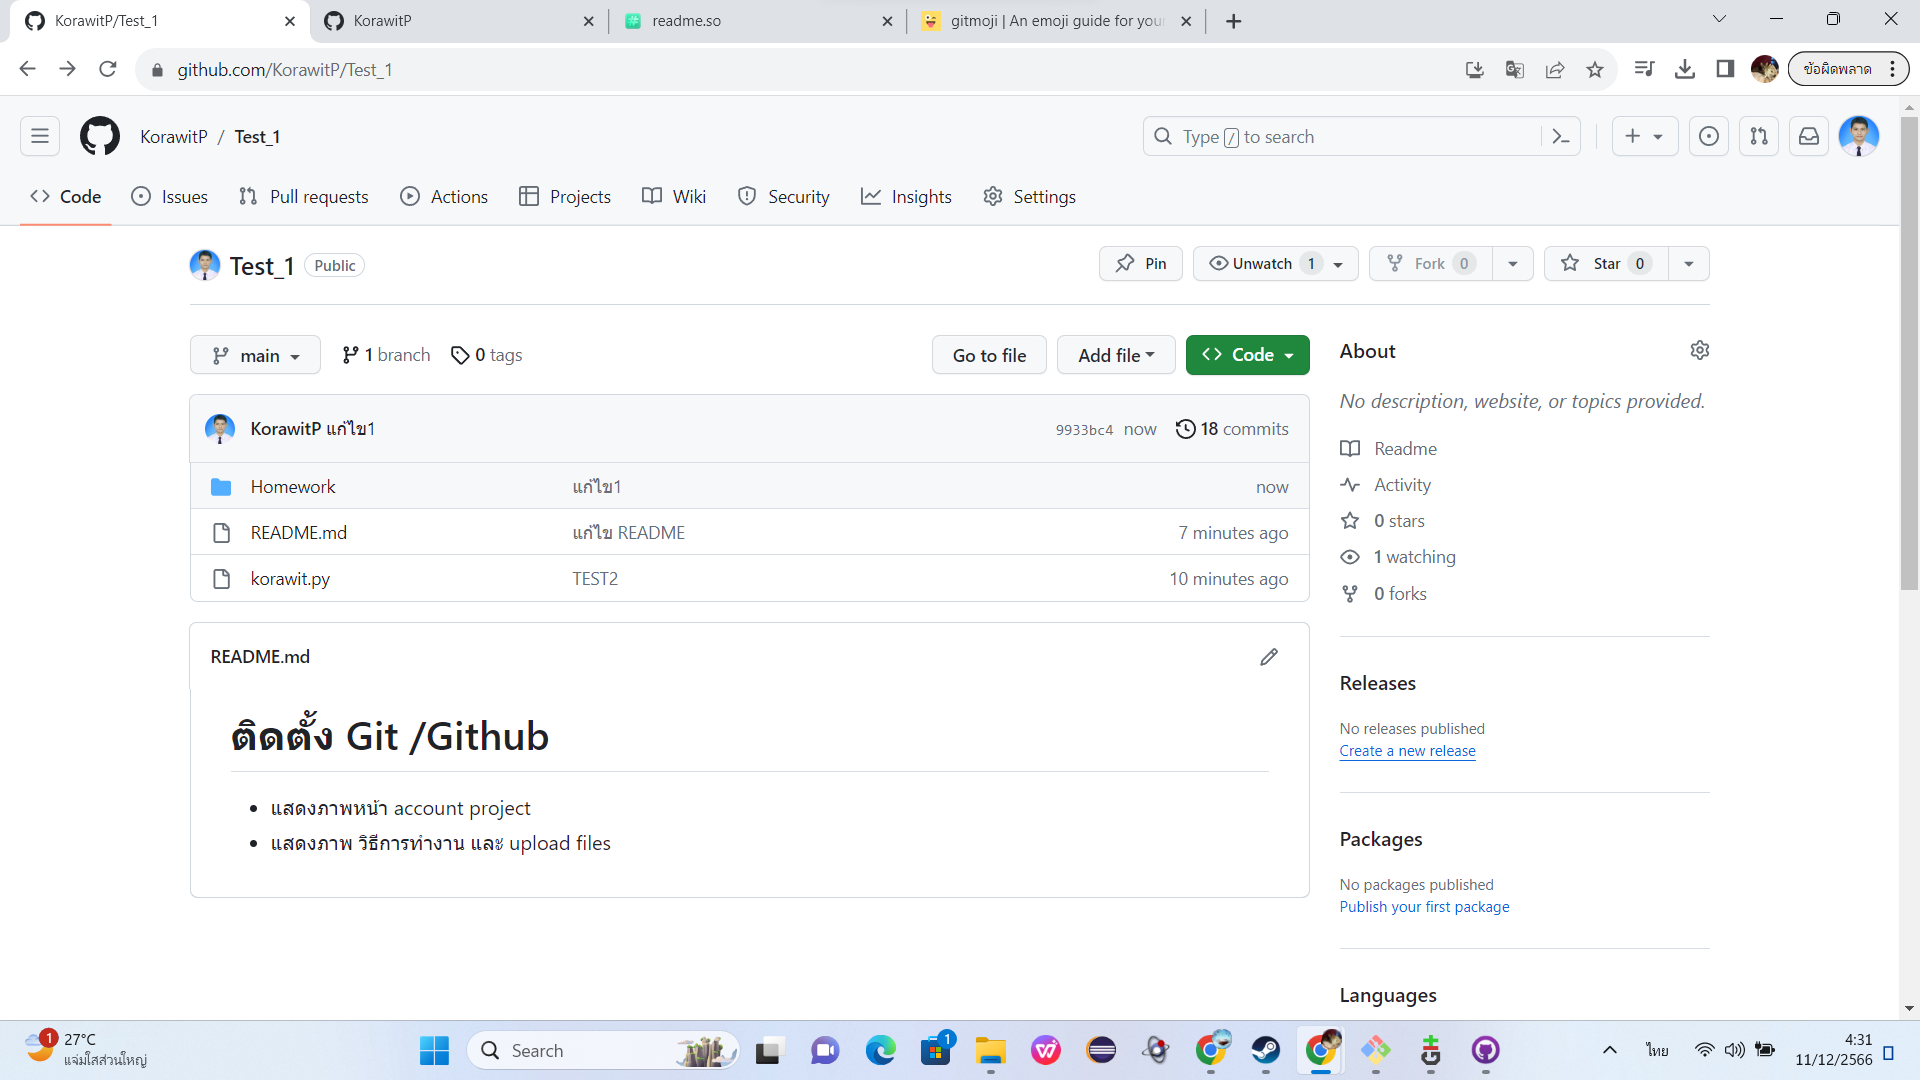 KorawitP/Test_1
KorawitP
readme.so
gitmoji | An emoji guide for your
github.com/KorawitP/Test_1
ข้อผิดพลาด
KorawitP / Test_1
Type / to search
Code
Issues
Pull requests
Actions
Projects
Wiki
Security
Insights
Settings
Test_1 Public
Pin
Unwatch 1
Fork 0
Star 0
main
1 branch
0 tags
Go to file
Add file
Code
KorawitP แก้ไข1
9933bc4 now
18 commits
Homework แก้ไข1 now
README.md แก้ไข README 7 minutes ago
korawit.py TEST2 10 minutes ago
README.md
ติดตั้ง Git /Github
แสดงภาพหน้า account project
แสดงภาพ วิธีการทำงาน และ upload files
About
No description, website, or topics provided.
Readme
Activity
0 stars
1 watching
0 forks
Releases
No releases published
Create a new release
Packages
No packages published
Publish your first package
Languages
1
27°C
แจ่มใสส่วนใหญ่
Search
1
ไทย
4:31
11/12/2566